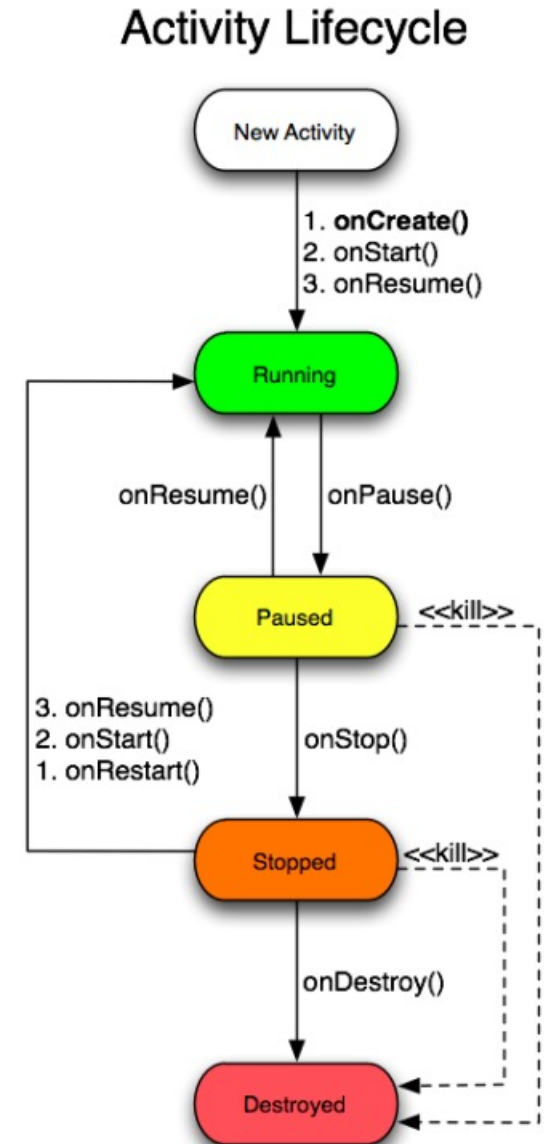 Activity Lifecycle
New Activity
1. onCreate()
2. onStart()
3. onResume()
Running
onResume()
onPause()
Paused
<<kill>>
3. onResume()
2. onStart()
1. onRestart()
onStop()
Stopped
<<kill>>
onDestroy()
Destroyed